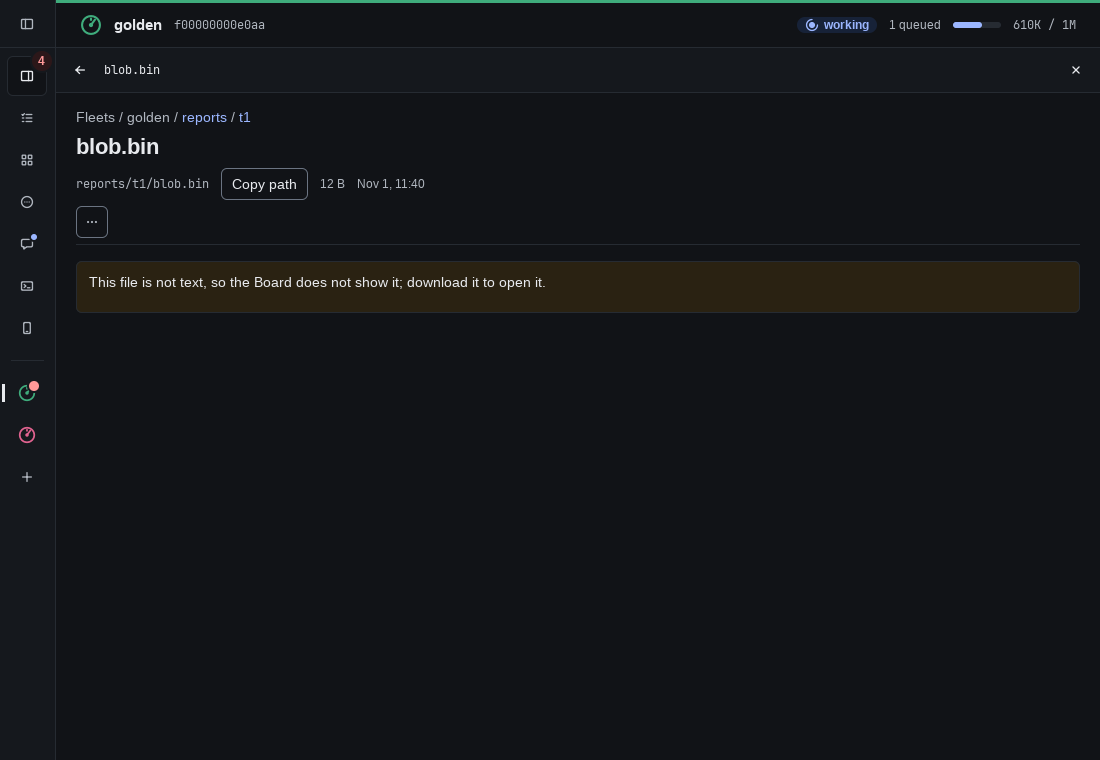 golden f00000000e0aa working 1 queued 610K / 1M
4
blob.bin
Fleets / golden / reports / t1
blob.bin
reports/t1/blob.bin Copy path 12 B Nov 1, 11:40
This file is not text, so the Board does not show it; download it to open it.